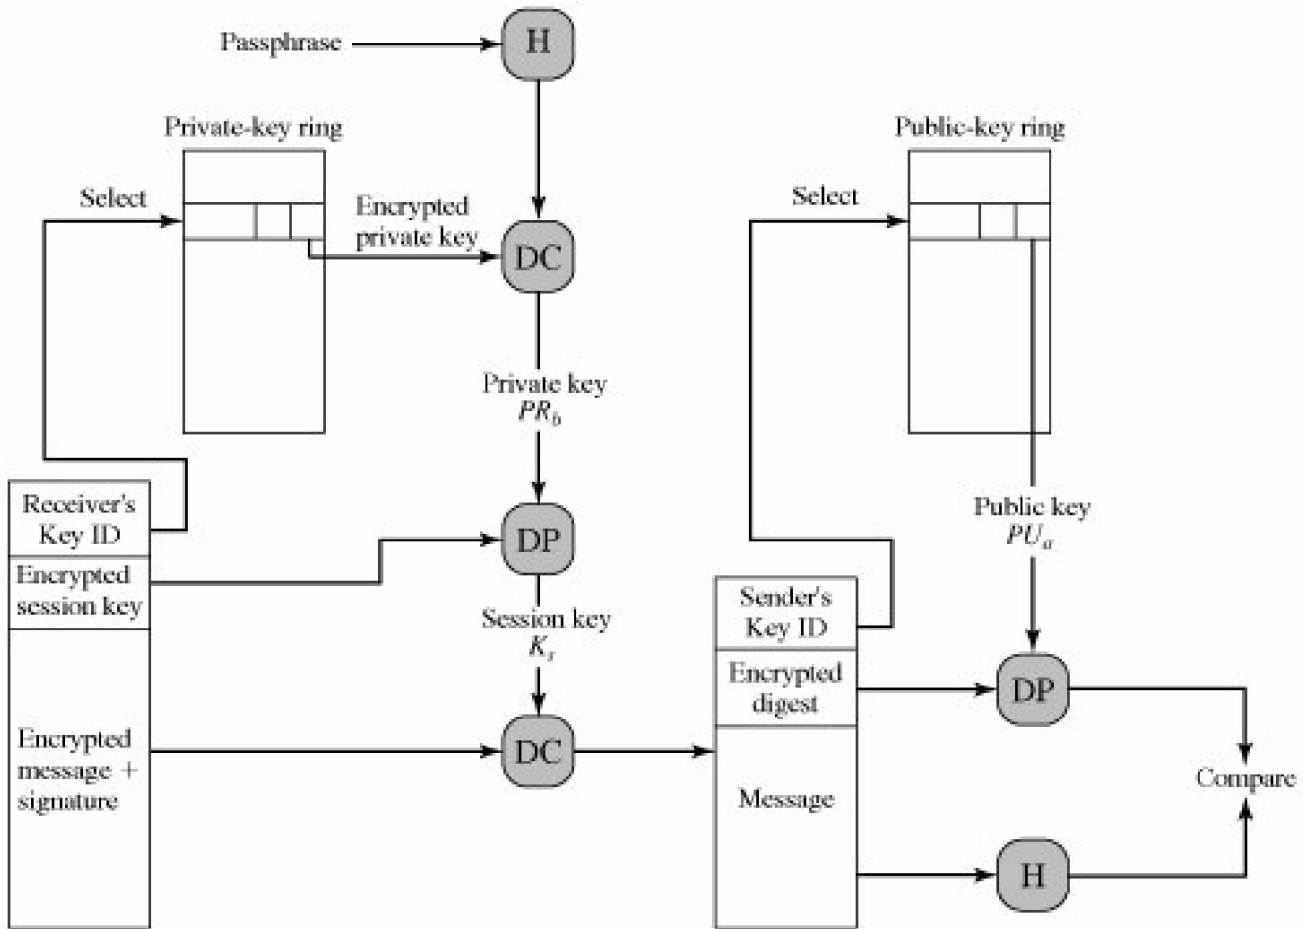 Passphrase
H
Private-key ring
Public-key ring
Select
Encrypted
private key
DC
Select
Private key
PR_b
Receiver's
Key ID
Encrypted
session key
DP
Session key
K_s
Encrypted
message +
signature
DC
Public key
PU_a
Sender's
Key ID
Encrypted
digest
Message
DP
H
Compare